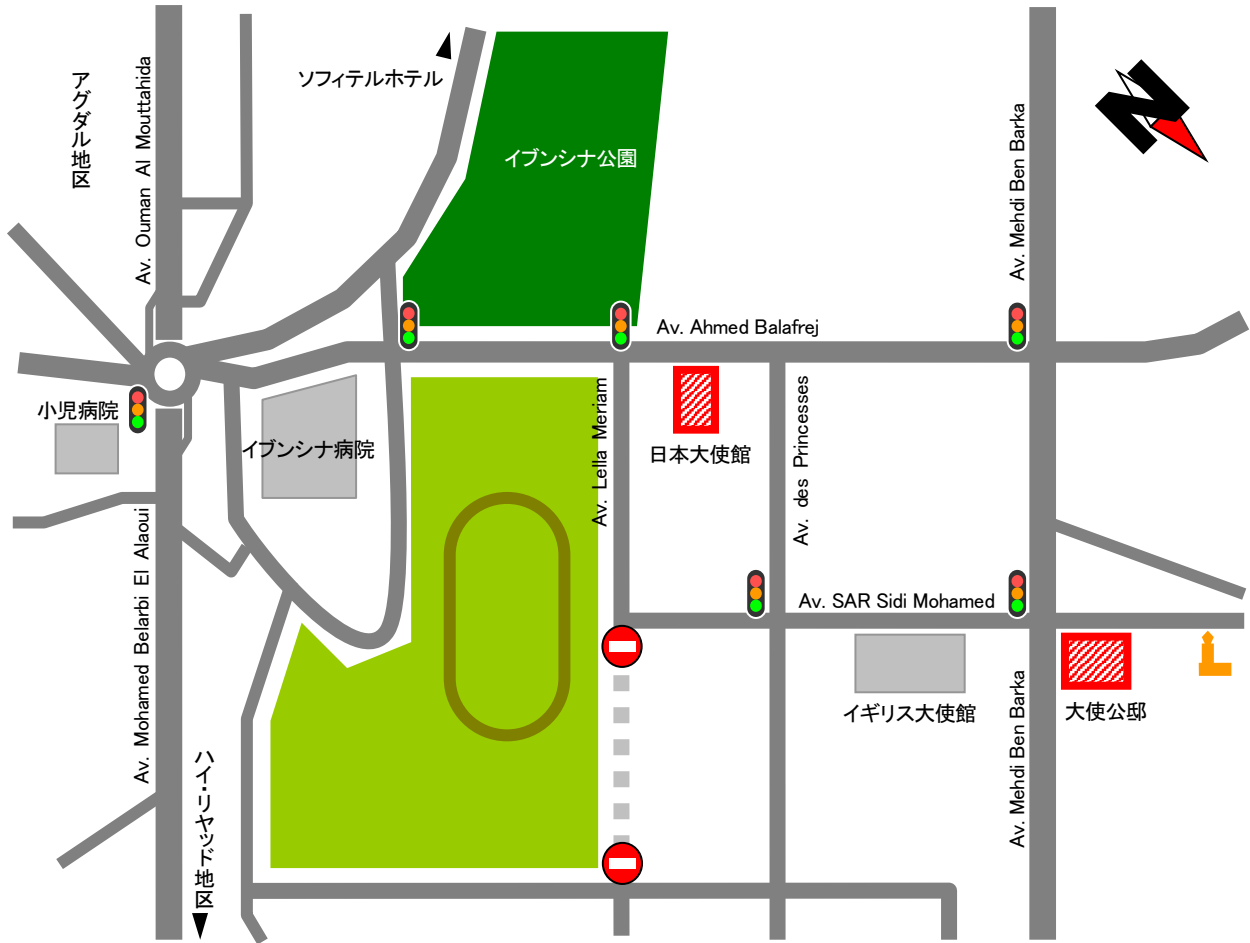 アグダル地区
Av. Ouman Al Mouttahida
ソフィテルホテル
イブンシナ公園
Av. Mehdi Ben Barka
N
Av. Ahmed Balafrej
小児病院
イブンシナ病院
Av. Lella Meriam
日本大使館
Av. des Princesses
Av. Mohamed Belarbi El Alaoui
Av. SAR Sidi Mohamed
イギリス大使館
Av. Mehdi Ben Barka
大使公邸
ハイ・リヤッド地区